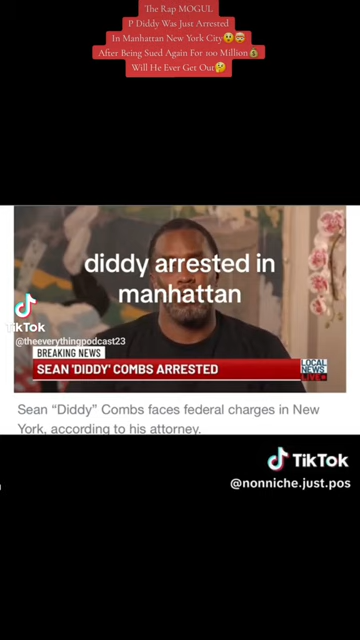 The Rap MOGUL
P Diddy Was Just Arrested
In Manhattan New York City😮🤯
After Being Sued Again For 100 Million💰
Will He Ever Get Out🤔
diddy arrested in
manhattan
TikTok
@theeverythingpodcast23
BREAKING NEWS
SEAN 'DIDDY' COMBS ARRESTED
LOCAL
NEWS
LIVE
Sean “Diddy” Combs faces federal charges in New
York, according to his attorney.
TikTok
@nonniche.just.pos